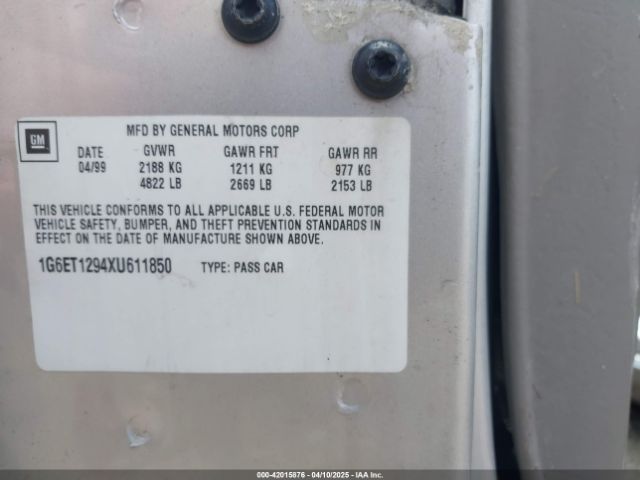 GM
MFD BY GENERAL MOTORS CORP
DATE GVWR GAWR FRT GAWR RR
04/99 2188 KG 1211 KG 977 KG
4822 LB 2669 LB 2153 LB
THIS VEHICLE CONFORMS TO ALL APPLICABLE U.S. FEDERAL MOTOR
VEHICLE SAFETY, BUMPER, AND THEFT PREVENTION STANDARDS IN
EFFECT ON THE DATE OF MANUFACTURE SHOWN ABOVE.
1G6ET1294XU611850 TYPE: PASS CAR
000-42015876 - 04/10/2025 - IAA Inc.